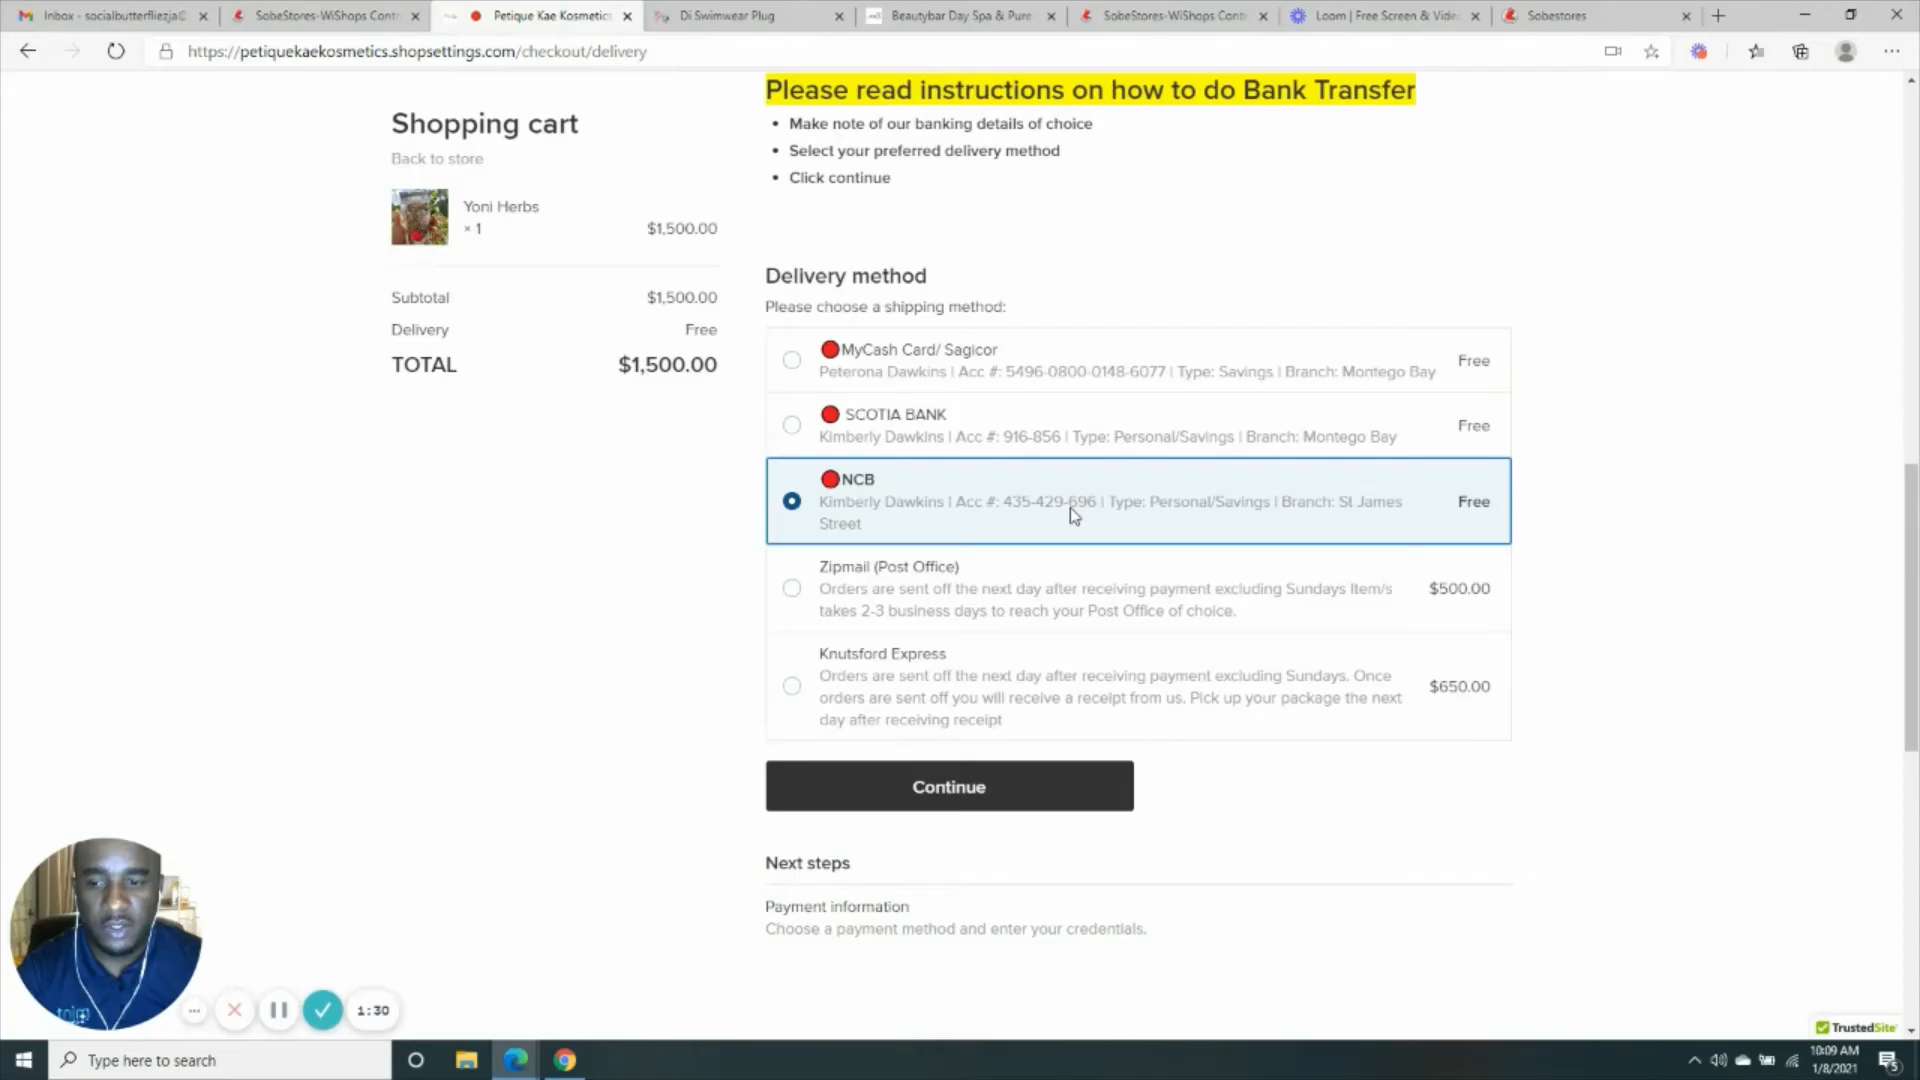 Inbox - socialbutterfliezja@
SobeStores-WiShops Contr
Petique Kae Kosmetics
Di Swimwear Plug
Beautybar Day Spa & Pure
SobeStores-WiShops Contr
Loom | Free Screen & Video
Sobestores
https://petiquekaekosmetics.shopsettings.com/checkout/delivery
Please read instructions on how to do Bank Transfer
• Make note of our banking details of choice
• Select your preferred delivery method
• Click continue
Shopping cart
Back to store
Yoni Herbs
× 1 $1,500.00
Subtotal $1,500.00
Delivery Free
TOTAL $1,500.00
Delivery method
Please choose a shipping method:
MyCash Card/ Sagicor
Peterona Dawkins | Acc #: 5496-0800-0148-6077 | Type: Savings | Branch: Montego Bay
Free
SCOTIA BANK
Kimberly Dawkins | Acc #: 916-856 | Type: Personal/Savings | Branch: Montego Bay
Free
NCB
Kimberly Dawkins | Acc #: 435-429-696 | Type: Personal/Savings | Branch: St James
Street
Free
Zipmail (Post Office)
Orders are sent off the next day after receiving payment excluding Sundays Item/s
takes 2-3 business days to reach your Post Office of choice.
$500.00
Knutsford Express
Orders are sent off the next day after receiving payment excluding Sundays. Once
orders are sent off you will receive a receipt from us. Pick up your package the next
day after receiving receipt
$650.00
Continue
Next steps
Payment information
Choose a payment method and enter your credentials.
1:30
TrustedSite
Type here to search
10:09 AM
1/8/2021
5